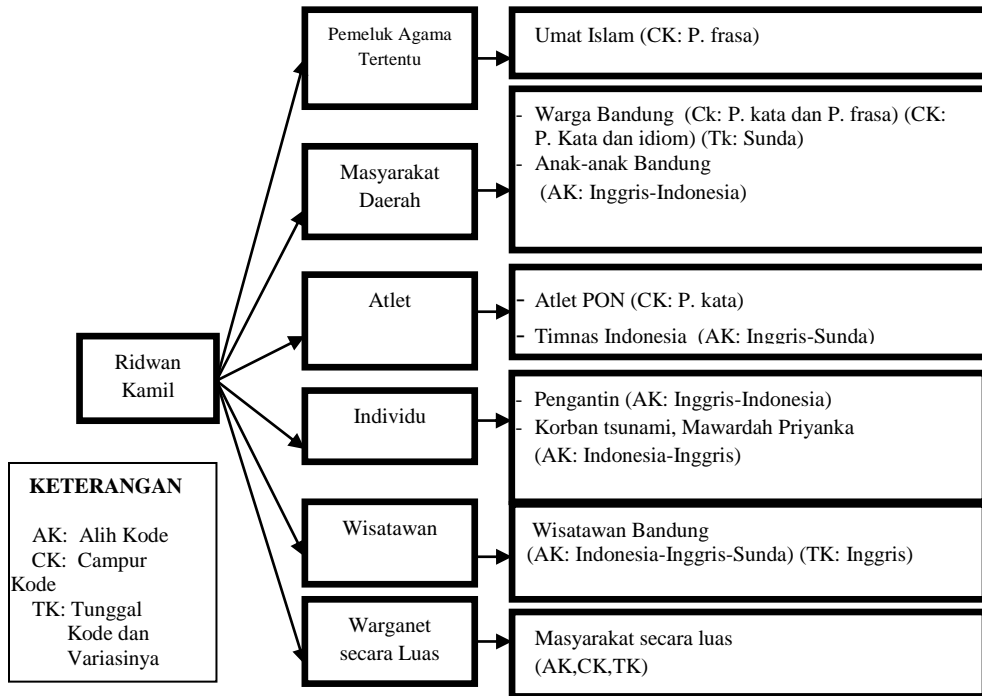 Pemeluk Agama
Tertentu
Umat Islam (CK: P. frasa)
Masyarakat
Daerah
- Warga Bandung (Ck: P. kata dan P. frasa) (CK:
P. Kata dan idiom) (Tk: Sunda)
- Anak-anak Bandung
(AK: Inggris-Indonesia)
Atlet
- Atlet PON (CK: P. kata)
- Timnas Indonesia (AK: Inggris-Sunda)
Ridwan
Kamil
Individu
- Pengantin (AK: Inggris-Indonesia)
- Korban tsunami, Mawardah Priyanka
(AK: Indonesia-Inggris)
Wisatawan
Wisatawan Bandung
(AK: Indonesia-Inggris-Sunda) (TK: Inggris)
Warganet
secara Luas
Masyarakat secara luas
(AK,CK,TK)
KETERANGAN
AK: Alih Kode
CK: Campur
Kode
TK: Tunggal
Kode dan
Variasinya